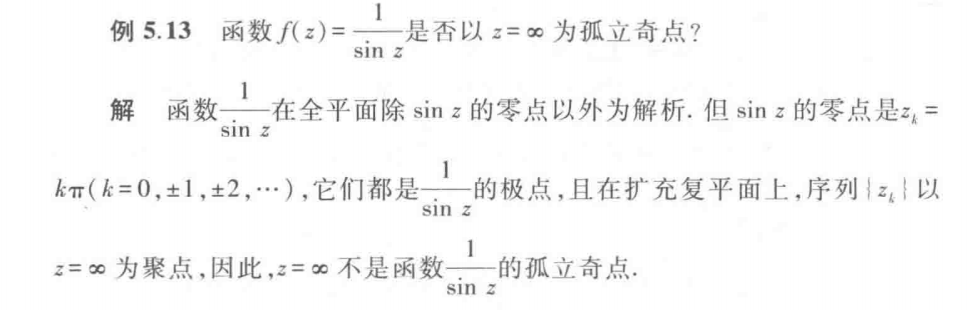 例 5.13 函数 f(z)=1/sin z 是否以 z=∞ 为孤立奇点?
解 函数 1/sin z 在全平面除 sin z 的零点以外为解析. 但 sin z 的零点是z_k=
kπ(k=0,±1,±2,⋯),它们都是 1/sin z 的极点,且在扩充复平面上,序列{z_k}以
z=∞ 为聚点,因此,z=∞ 不是函数 1/sin z 的孤立奇点.